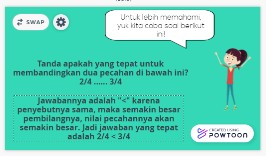 SWAP
Untuk lebih memahami,
yuk kita coba soal berikut
ini!
Tanda apakah yang tepat untuk
membandingkan dua pecahan di bawah ini?
2/4 ...... 3/4
Jawabannya adalah "<" karena
penyebutnya sama, maka semakin besar
pembilangnya, nilai pecahannya akan
semakin besar. Jadi jawaban yang tepat
adalah 2/4 < 3/4
CREATED USING
POWTOON